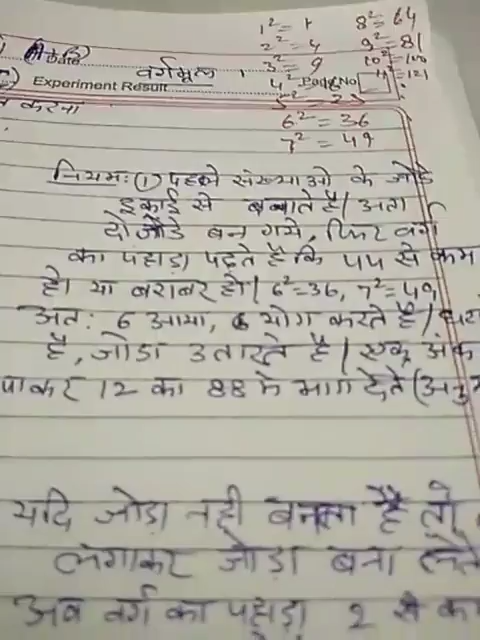 1² = 1 8² = 64
2² = 4 9² = 81
Date वर्गमूल 3² = 9 10² = 100
Experiment Result 4² Page No. 11² = 121
करना 5² = 25
6² = 36
7² = 49
नियम: ① पहले संख्याओ के जोड़े
इकाई से बनाते है। अतः
दो जोड़े बन गये, फिर वर्ग
का पहाड़ा पढ़ते है कि 44 से कम
हो या बराबर हो। 6²=36, 7²=49
अत: 6 आया, 6 योग करते है।
है, जोड़ा उतारते है। एक अंक
कर 12 का 88 मे भाग देते
यदि जोड़ा नही बनता है तो
लगाकर जोड़ा बना लेते
अब वर्ग का पहाड़ा 2 से